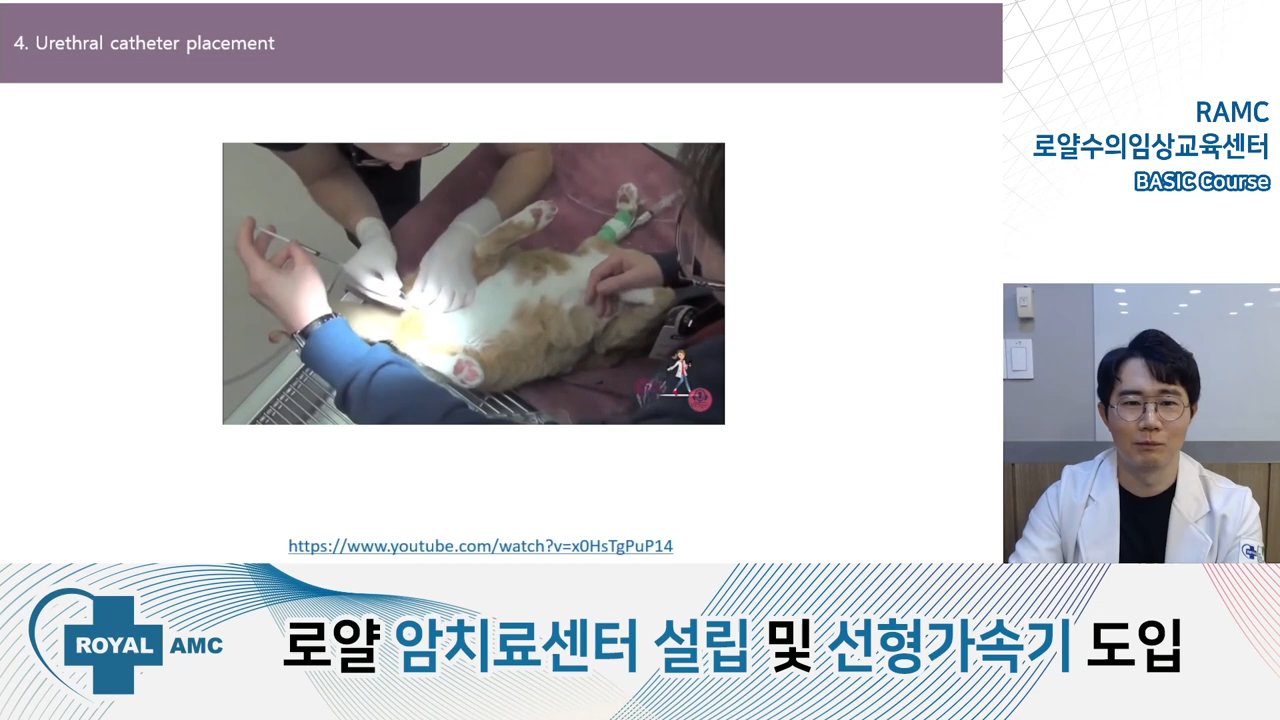 4. Urethral catheter placement
RAMC
로얄수의임상교육센터
BASIC Course
https://www.youtube.com/watch?v=x0HsTgPuP14
ROYAL AMC
로얄 암치료센터 설립 및 선형가속기 도입